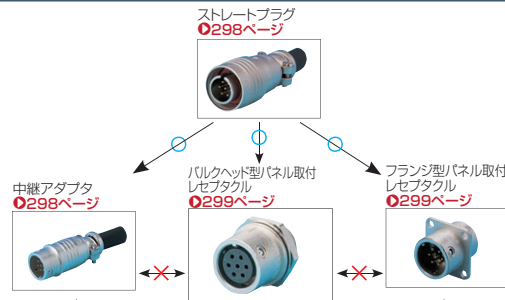 ストレートプラグ
298ページ
中継アダプタ
298ページ
バルクヘッド型パネル取付
レセプタクル
299ページ
フランジ型パネル取付
レセプタクル
299ページ